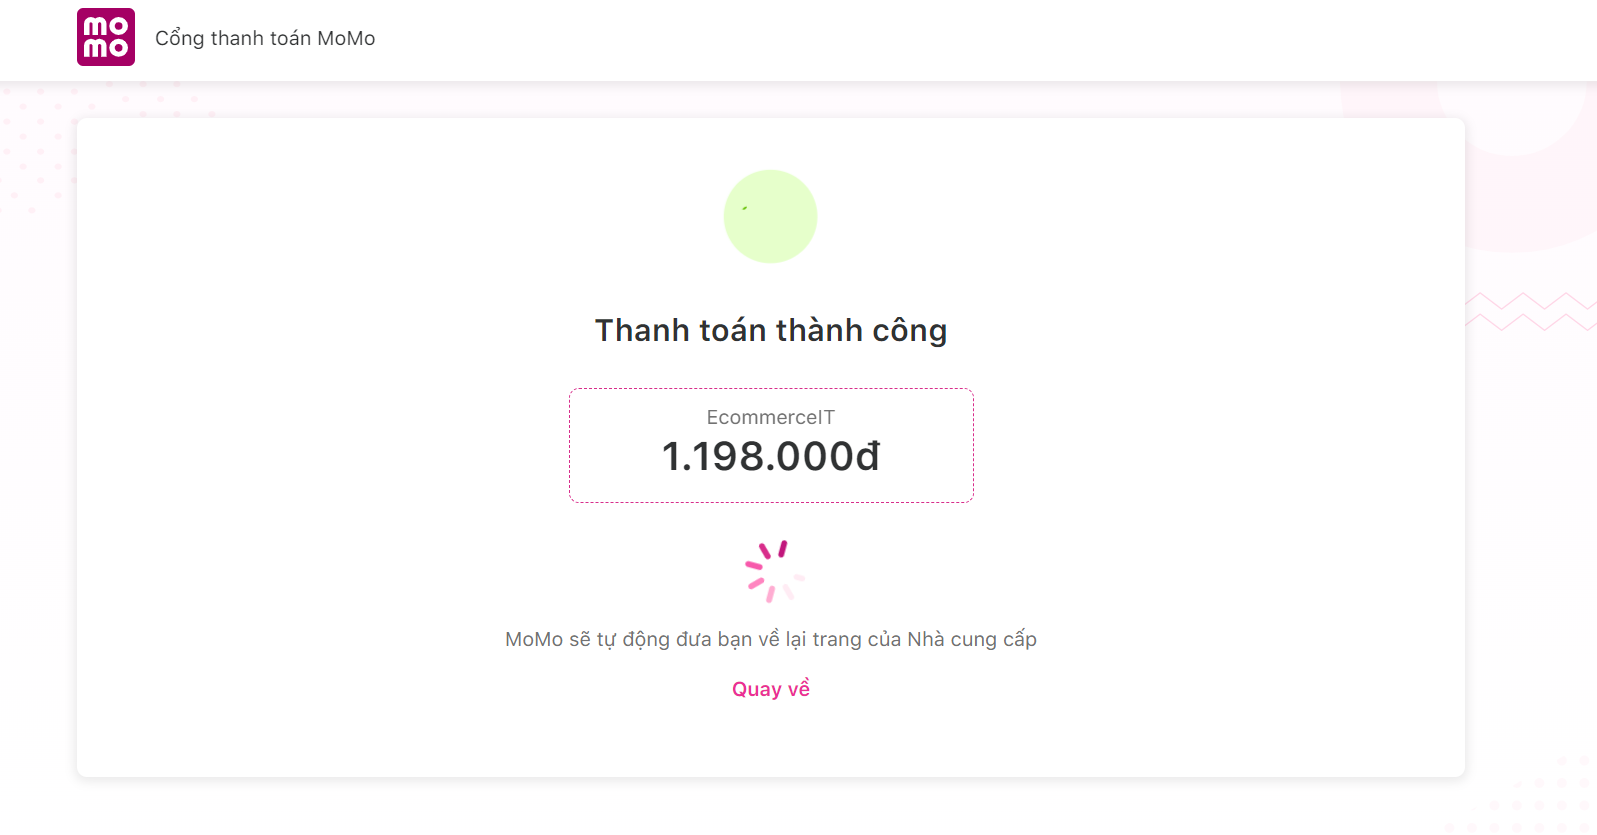 mo
mo
Cổng thanh toán MoMo
Thanh toán thành công
EcommerceIT
1.198.000đ
MoMo sẽ tự động đưa bạn về lại trang của Nhà cung cấp
Quay về